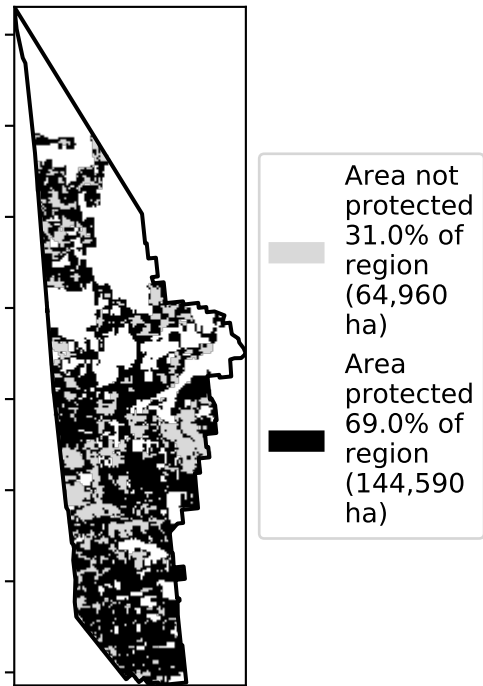 Area not
protected
31.0% of
region
(64,960
ha)
Area
protected
69.0% of
region
(144,590
ha)